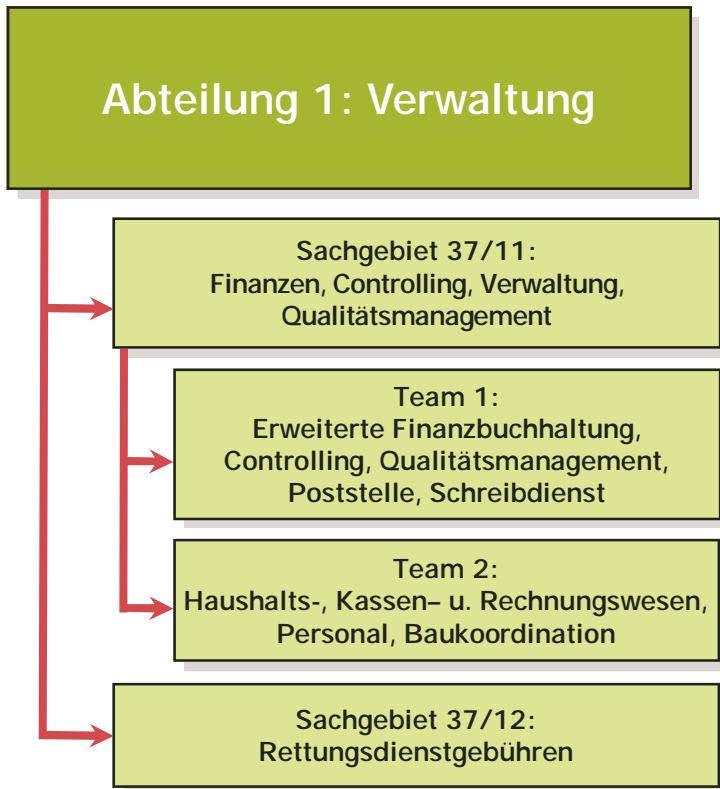 Abteilung 1: Verwaltung
Sachgebiet 37/11:
Finanzen, Controlling, Verwaltung,
Qualitätsmanagement
Team 1:
Erweiterte Finanzbuchhaltung,
Controlling, Qualitätsmanagement,
Poststelle, Schreibdienst
Team 2:
Haushalts-, Kassen– u. Rechnungswesen,
Personal, Baukoordination
Sachgebiet 37/12:
Rettungsdienstgebühren